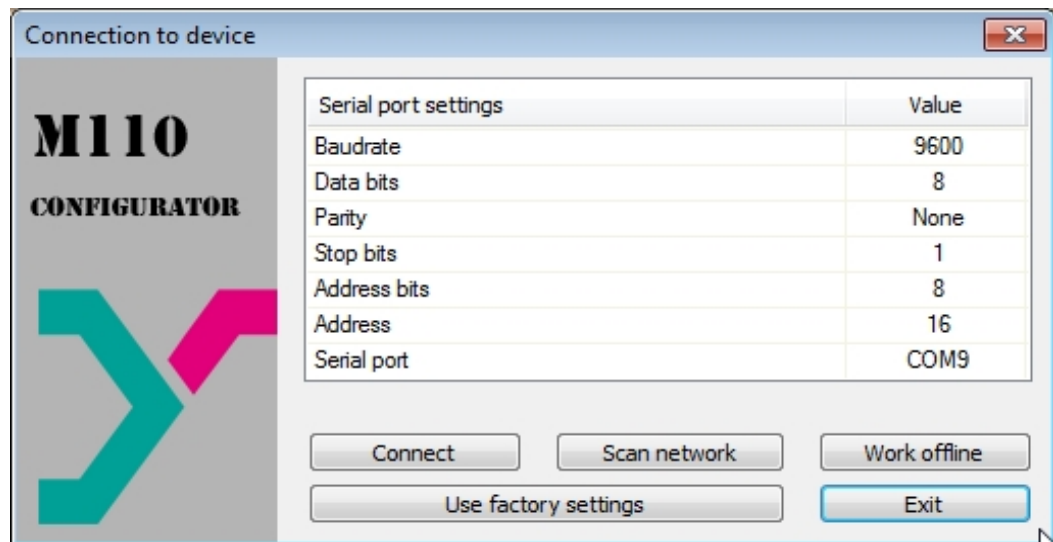 Connection to device
M110
CONFIGURATOR
Serial port settings Value
Baudrate 9600
Data bits 8
Parity None
Stop bits 1
Address bits 8
Address 16
Serial port COM9
Connect Scan network Work offline
Use factory settings Exit